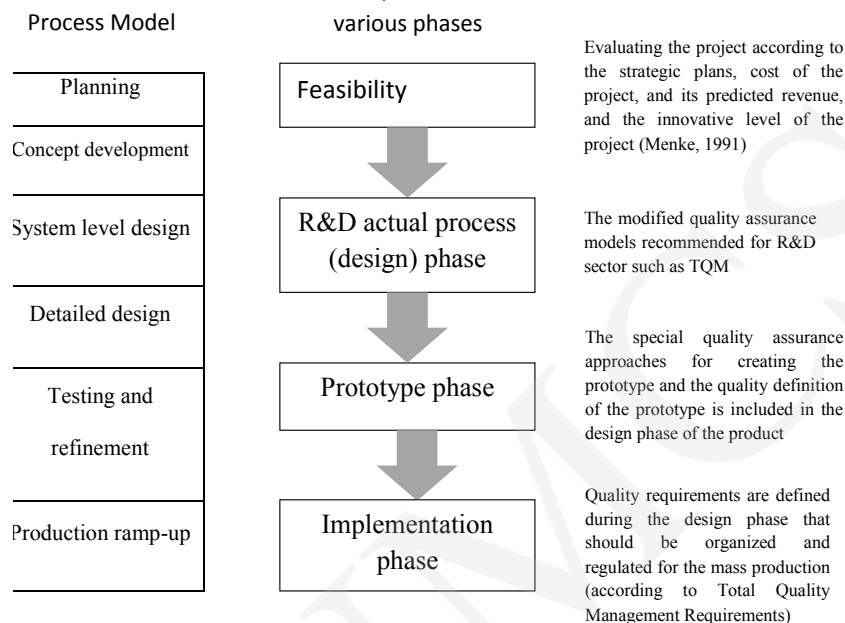 Process Model
various phases
Planning
Concept development
System level design
Detailed design
Testing and
refinement
Production ramp-up
Feasibility
R&D actual process
(design) phase
Prototype phase
Implementation
phase
Evaluating the project according to
the strategic plans, cost of the
project, and its predicted revenue,
and the innovative level of the
project (Menke, 1991)
The modified quality assurance
models recommended for R&D
sector such as TQM
The special quality assurance
approaches for creating the
prototype and the quality definition
of the prototype is included in the
design phase of the product
Quality requirements are defined
during the design phase that
should be organized and
regulated for the mass production
(according to Total Quality
Management Requirements)